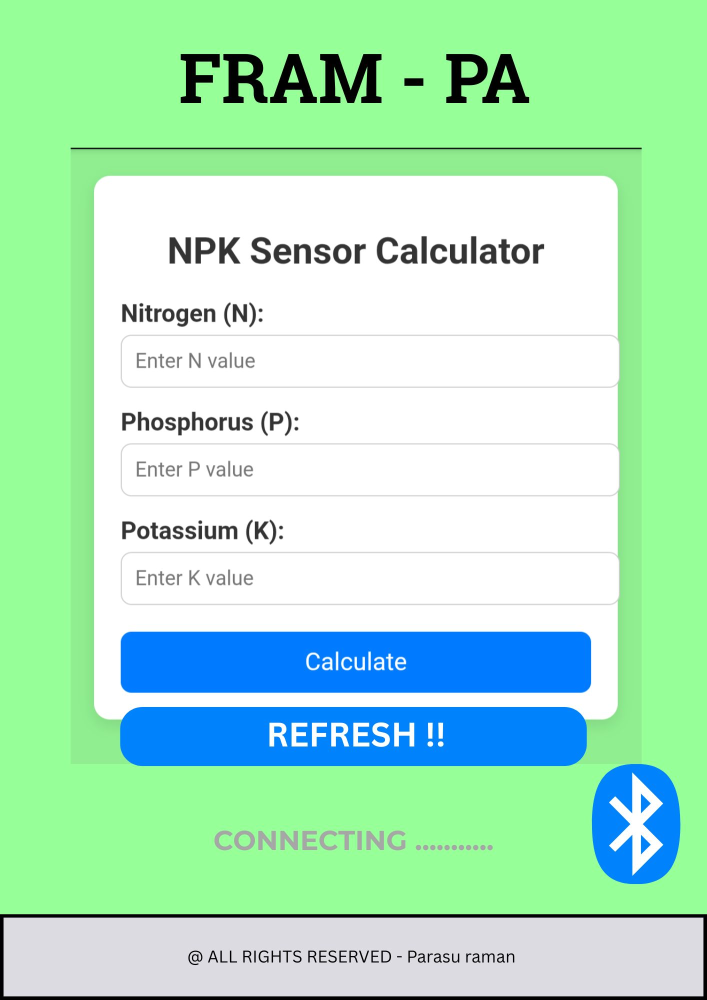 FRAM - PA
NPK Sensor Calculator
Nitrogen (N):
Enter N value
Phosphorus (P):
Enter P value
Potassium (K):
Enter K value
Calculate
REFRESH !!
CONNECTING ...........
@ ALL RIGHTS RESERVED - Parasu raman